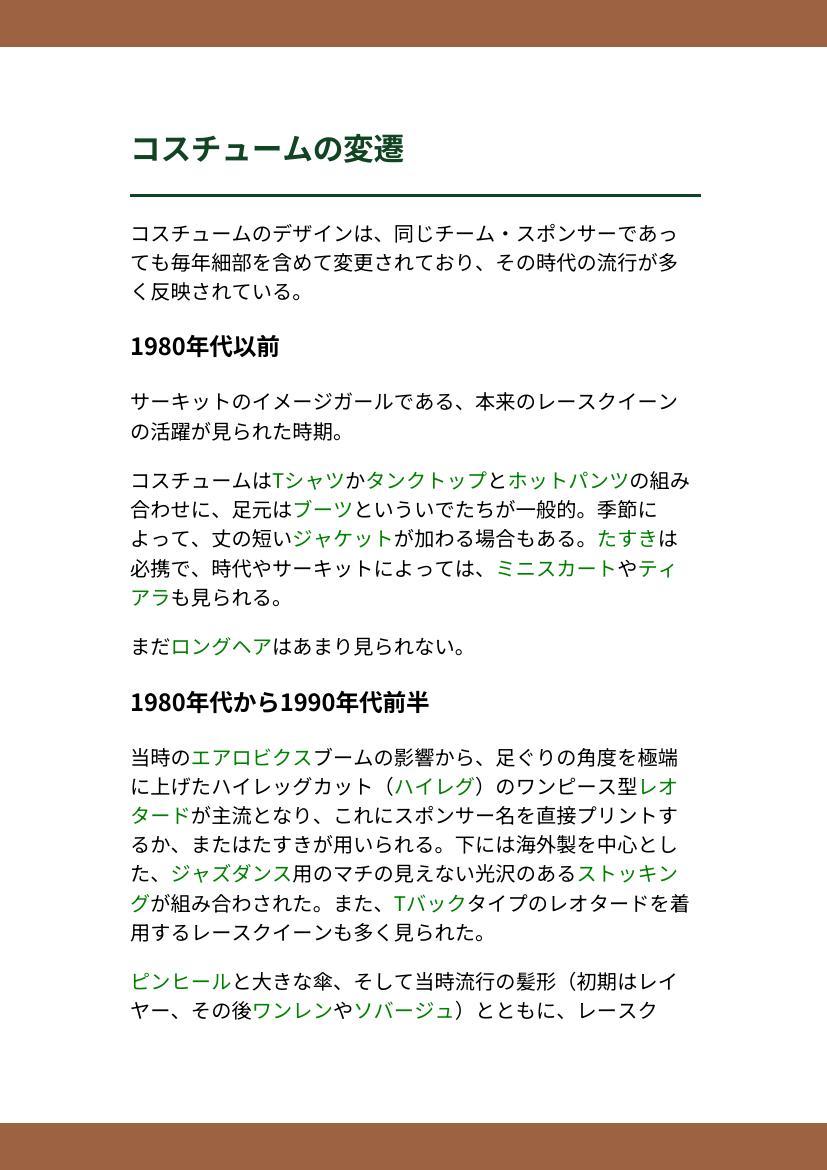 コスチュームの変遷
コスチュームのデザインは、同じチーム・スポンサーであっ
ても毎年細部を含めて変更されており、その時代の流行が多
く反映されている。
1980年代以前
サーキットのイメージガールである、本来のレースクイーン
の活躍が見られた時期。
コスチュームはTシャツかタンクトップとホットパンツの組み
合わせに、足元はブーツといういでたちが一般的。季節に
よって、丈の短いジャケットが加わる場合もある。たすきは
必携で、時代やサーキットによっては、ミニスカートやティ
アラも見られる。
まだロングヘアはあまり見られない。
1980年代から1990年代前半
当時のエアロビクスブームの影響から、足ぐりの角度を極端
に上げたハイレッグカット（ハイレグ）のワンピース型レオ
タードが主流となり、これにスポンサー名を直接プリントす
るか、またはたすきが用いられる。下には海外製を中心とし
た、ジャズダンス用のマチの見えない光沢のあるストッキン
グが組み合わされた。また、Tバックタイプのレオタードを着
用するレースクイーンも多く見られた。
ピンヒールと大きな傘、そして当時流行の髪形（初期はレイ
ヤー、その後ワンレンやソバージュ）とともに、レースク